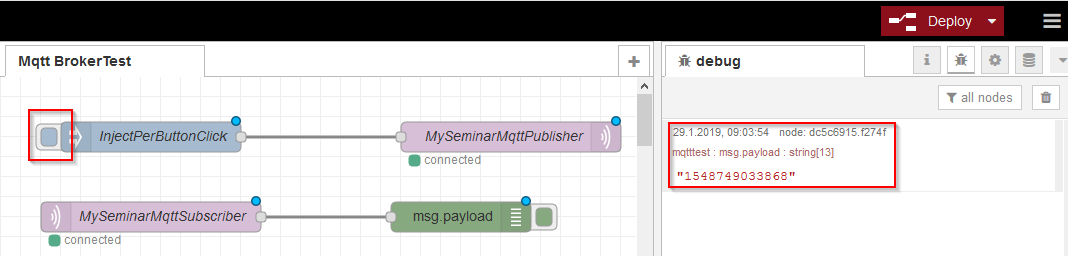 Deploy
Mqtt BrokerTest
debug
all nodes
InjectPerButtonClick
MySeminarMqttPublisher
connected
MySeminarMqttSubscriber
msg.payload
connected
29.1.2019, 09:03:54 node: dc5c6915.f274f
mqtttest : msg.payload : string[13]
"1548749033868"